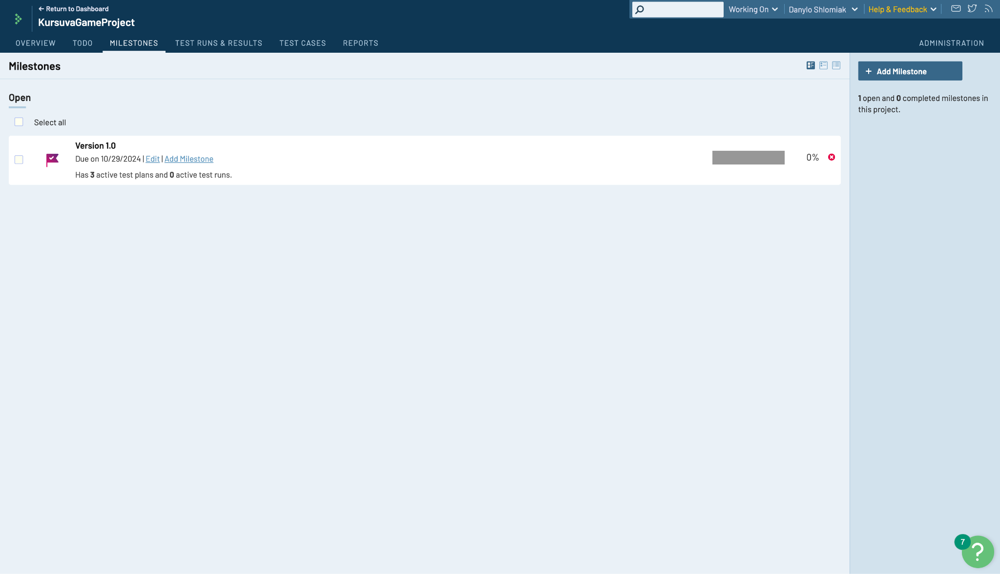 ← Return to Dashboard
KursuvaGameProject
Working On
Danylo Shlomiak
Help & Feedback
OVERVIEW
TODO
MILESTONES
TEST RUNS & RESULTS
TEST CASES
REPORTS
ADMINISTRATION
Milestones
+ Add Milestone
1 open and 0 completed milestones in
this project.
Open
Select all
Version 1.0
Due on 10/29/2024 | Edit | Add Milestone
Has 3 active test plans and 0 active test runs.
0%
7
?